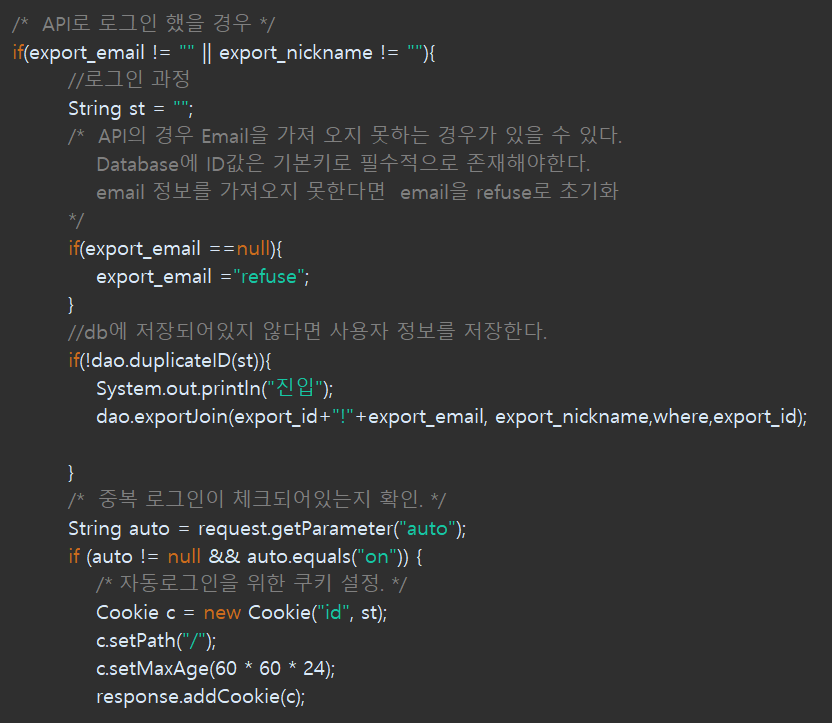 /*  API로 로그인 했을 경우 */
if(export_email != "" || export_nickname != ""){
//로그인 과정
String st = "";
/*  API의 경우 Email을 가져 오지 못하는 경우가 있을 수 있다.
Database에 ID값은 기본키로 필수적으로 존재해야한다.
email 정보를 가져오지 못한다면  email을 refuse로 초기화
*/
if(export_email ==null){
export_email ="refuse";
}
//db에 저장되어있지 않다면 사용자 정보를 저장한다.
if(!dao.duplicateID(st)){
System.out.println("진입");
dao.exportJoin(export_id+"!"+export_email, export_nickname,where,export_id);
}
/*  중복 로그인이 체크되어있는지 확인. */
String auto = request.getParameter("auto");
if (auto != null && auto.equals("on")) {
/* 자동로그인을 위한 쿠키 설정. */
Cookie c = new Cookie("id", st);
c.setPath("/");
c.setMaxAge(60 * 60 * 24);
response.addCookie(c);